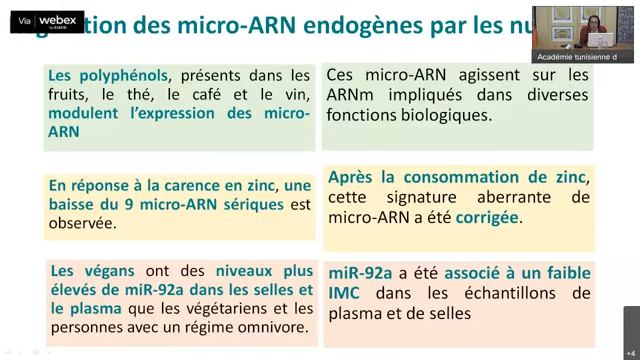 Via webex
by CISCO
tion des micro-ARN endogènes par les nu
Académie tunisienne d
Les polyphénols, présents dans les
fruits, le thé, le café et le vin,
modulent l'expression des micro-
ARN
Ces micro-ARN agissent sur les
ARNm impliqués dans diverses
fonctions biologiques.
En réponse à la carence en zinc, une
baisse du 9 micro-ARN sériques est
observée.
Après la consommation de zinc,
cette signature aberrante de
micro-ARN a été corrigée.
Les végans ont des niveaux plus
élevés de miR-92a dans les selles et
le plasma que les végétariens et les
personnes avec un régime omnivore.
miR-92a a été associé à un faible
IMC dans les échantillons de
plasma et de selles
+4